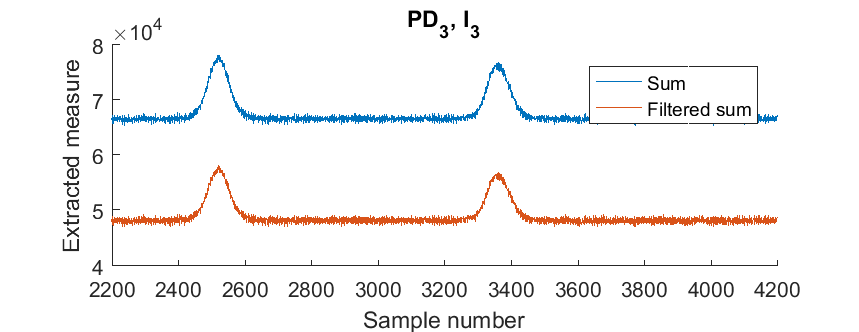 PD3, I3
×10^4
8
7
6
5
4
Extracted measure
Sum
Filtered sum
2200 2400 2600 2800 3000 3200 3400 3600 3800 4000 4200
Sample number